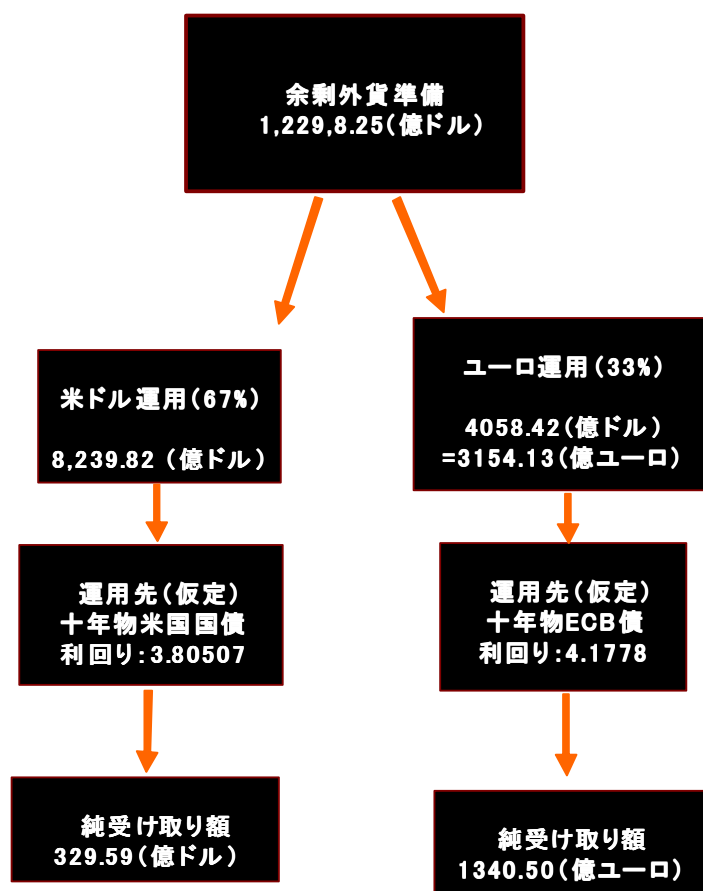 余剰外貨準備
1,229,8.25(億ドル)
米ドル運用(67%)
8,239.82 (億ドル)
ユーロ運用(33%)
4058.42(億ドル)
=3154.13(億ユーロ)
運用先(仮定)
十年物米国国債
利回り:3.80507
運用先(仮定)
十年物ECB債
利回り:4.1778
純受け取り額
329.59(億ドル)
純受け取り額
1340.50(億ユーロ)